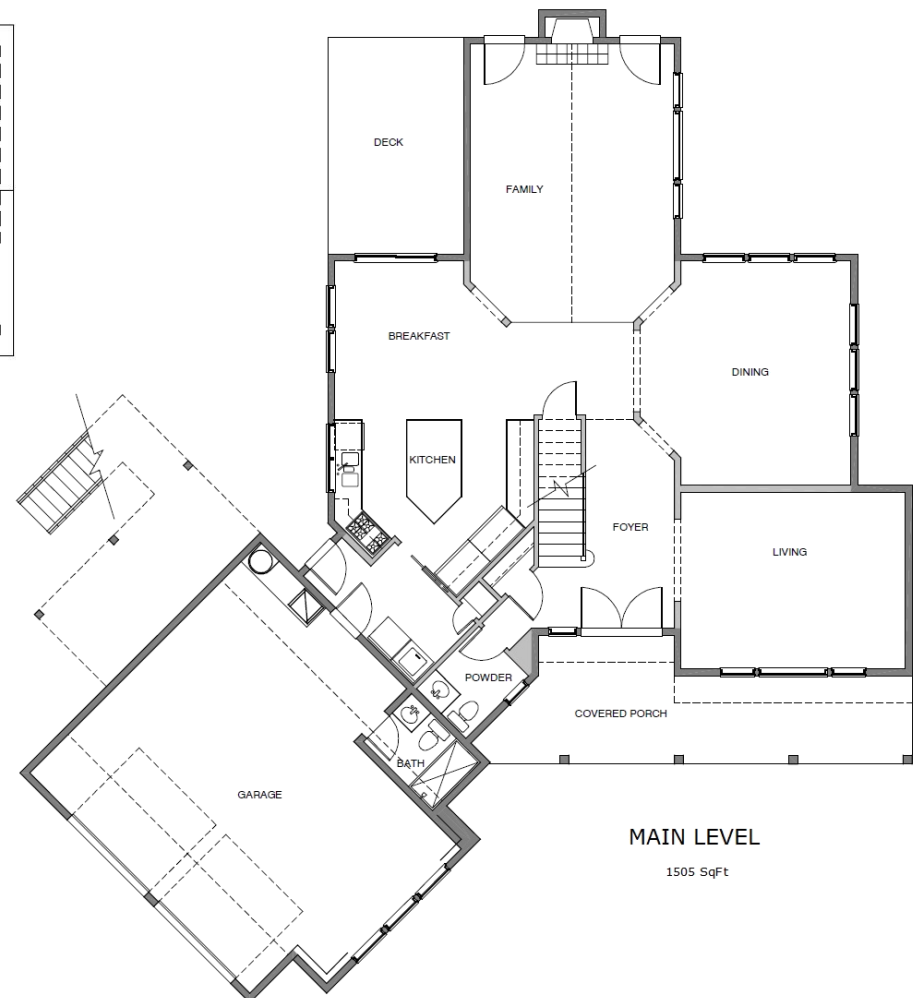 DECK
FAMILY
BREAKFAST
DINING
KITCHEN
FOYER
LIVING
POWDER
COVERED PORCH
BATH
GARAGE
MAIN LEVEL
1505 SqFt